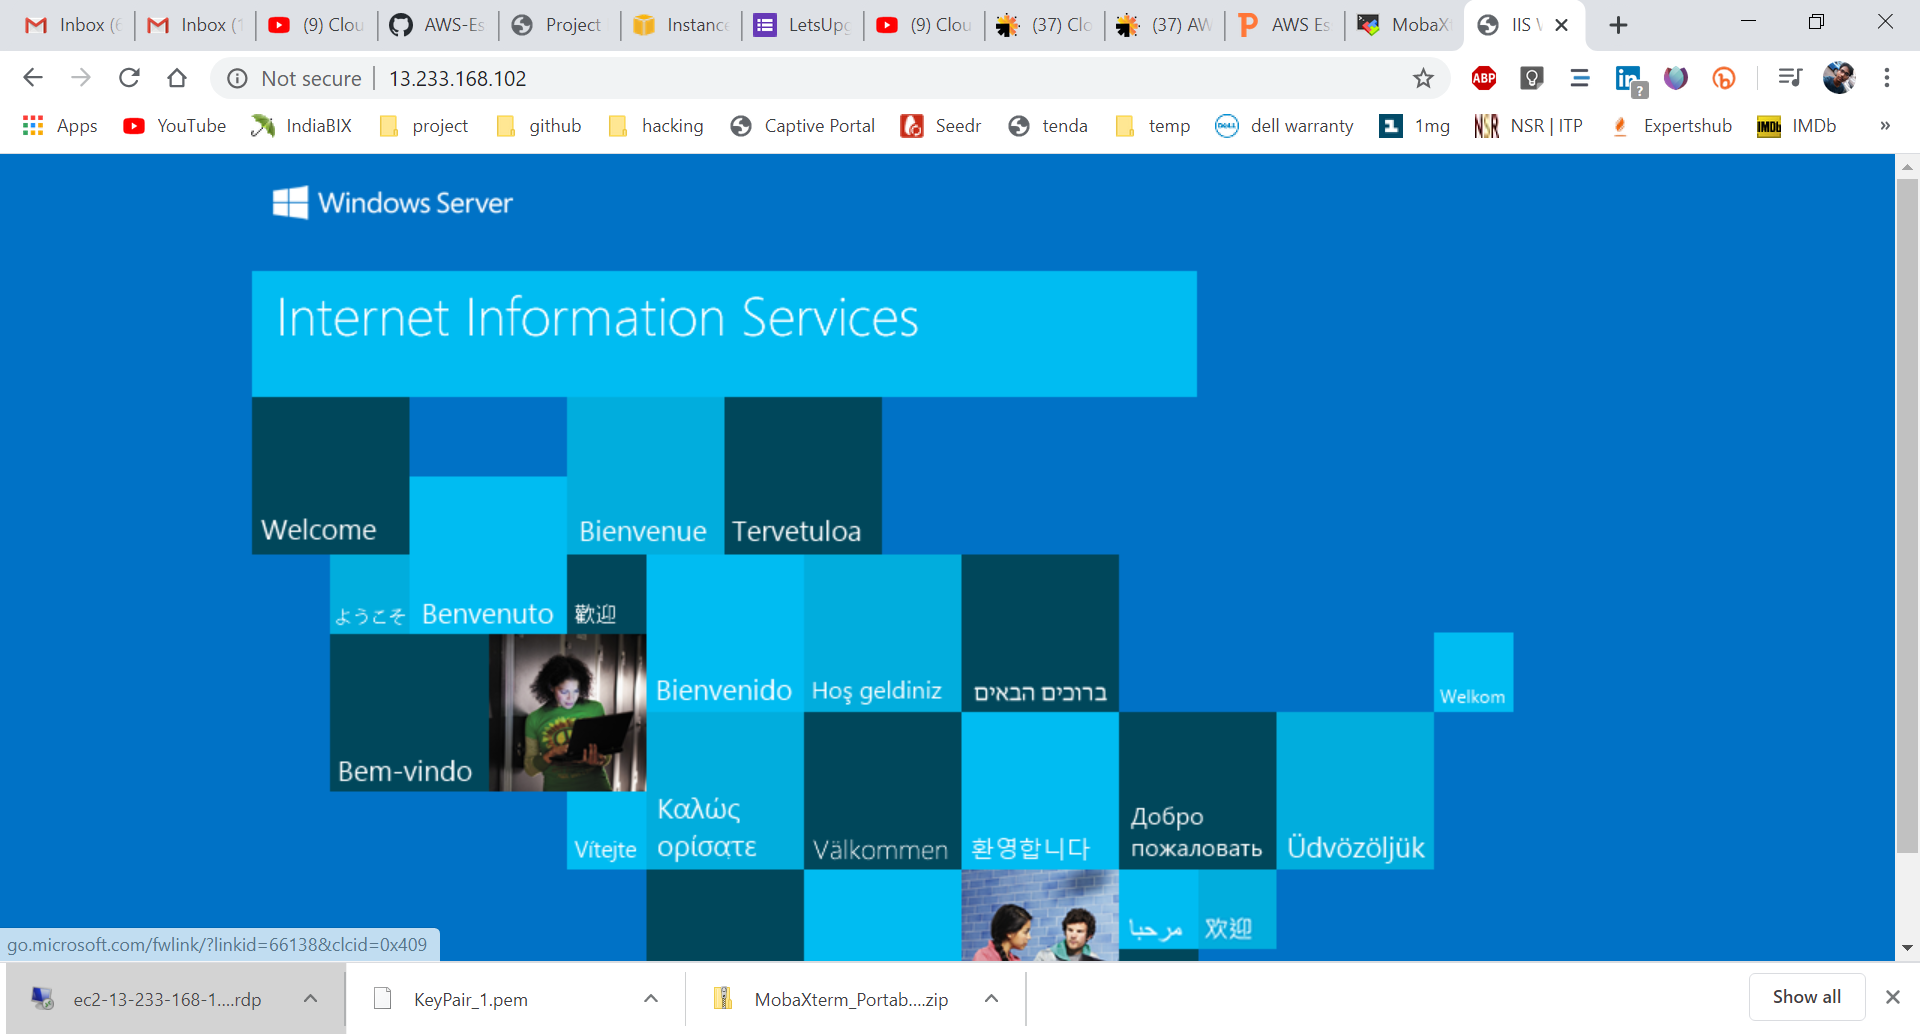 Inbox (6
Inbox (1
(9) Clou
AWS-Es
Project
Instance
LetsUpg
(9) Clou
(37) Clo
(37) AW
AWS Es
MobaXt
IIS W
Not secure
13.233.168.102
Apps
YouTube
IndiaBIX
project
github
hacking
Captive Portal
Seedr
tenda
temp
dell warranty
1mg
NSR | ITP
Expertshub
IMDb
»
Windows Server
Internet Information Services
Welcome
Bienvenue
Tervetuloa
ようこそ
Benvenuto
歡迎
Bienvenido
Hoş geldiniz
ברוכים הבאים
Welkom
Bem-vindo
Vítejte
Καλώς
ορίσατε
Välkommen
환영합니다
Добро
пожаловать
Üdvözöljük
مرحبا
欢迎
go.microsoft.com/fwlink/?linkid=66138&clcid=0x409
ec2-13-233-168-1....rdp
KeyPair_1.pem
MobaXterm_Portab....zip
Show all